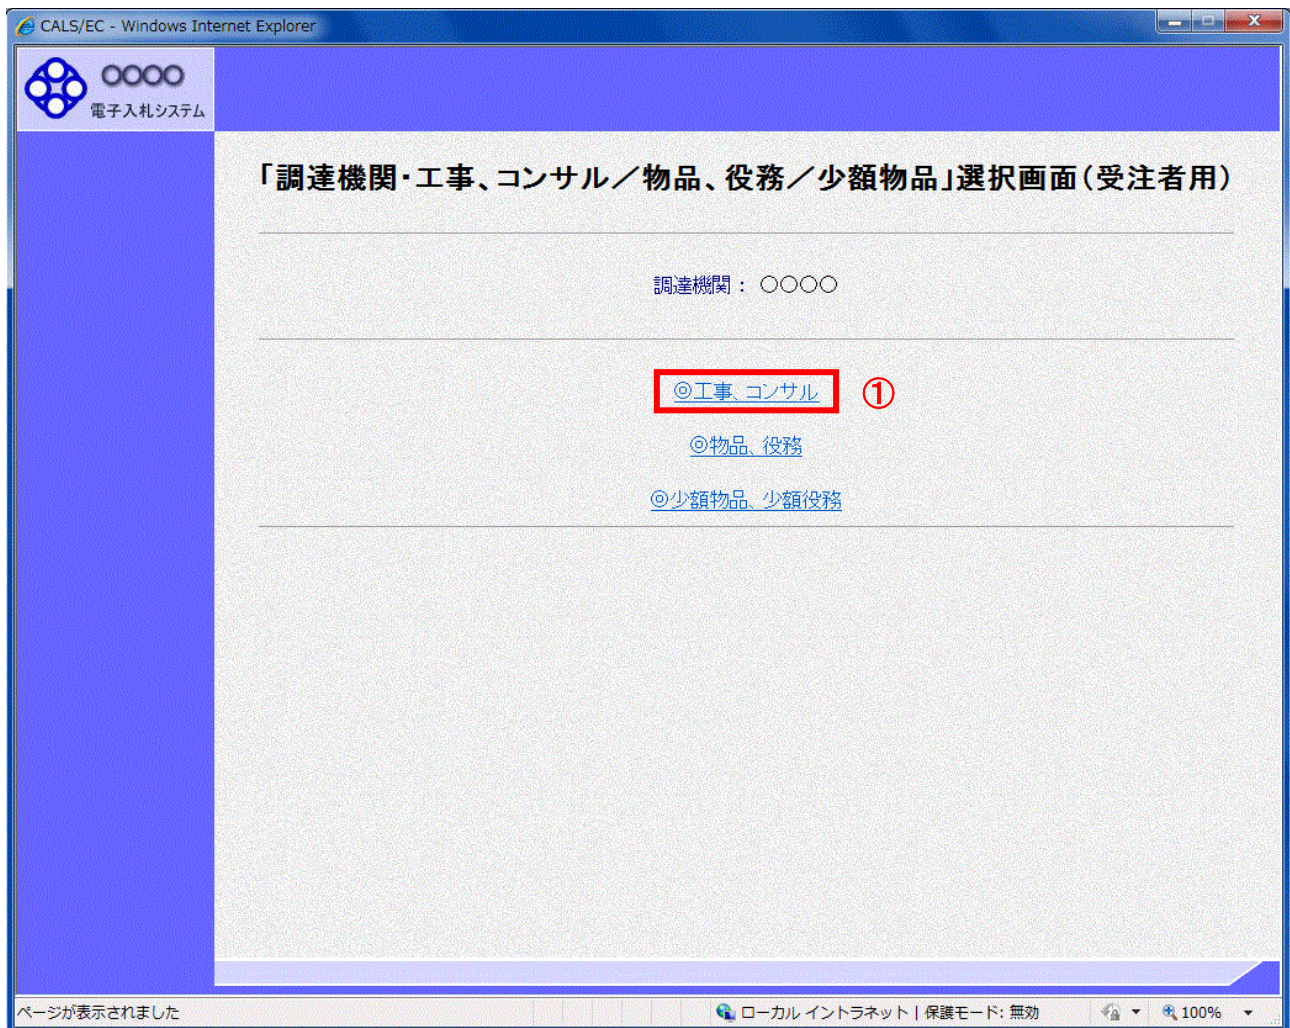 CALS/EC - Windows Internet Explorer
〇〇〇〇
電子入札システム
「調達機関・工事、コンサル／物品、役務／少額物品」選択画面（受注者用）
調達機関： 〇〇〇〇
◎工事、コンサル ①
◎物品、役務
◎少額物品、少額役務
ページが表示されました ローカル イントラネット | 保護モード: 無効 100%